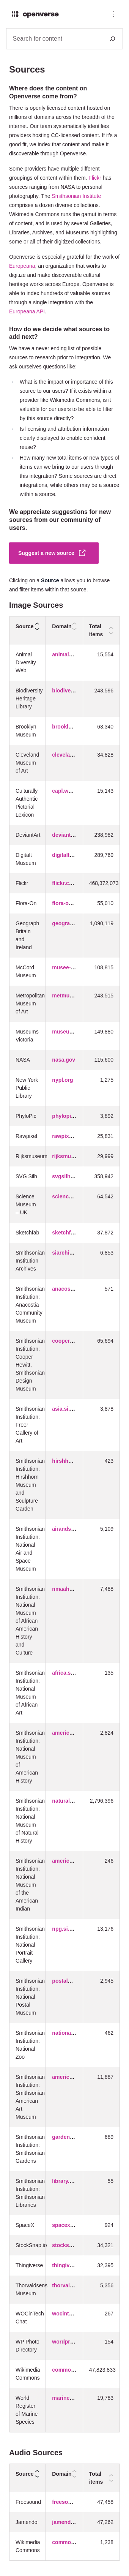 openverse
Search for content
Sources
Where does the content on
Openverse come from?
There is openly licensed content hosted on
millions of domains across the breadth of the
internet. Our team systematically identifies
providers hosting CC-licensed content. If it's a
good fit, we index that content and make it
discoverable through Openverse.
Some providers have multiple different
groupings of content within them. Flickr has
sources ranging from NASA to personal
photography. The Smithsonian Institute
comprises a dozen diverse collections.
Wikimedia Commons runs the gamut in terms
of content, and is used by several Galleries,
Libraries, Archives, and Museums highlighting
some or all of their digitized collections.
Openverse is especially grateful for the work of
Europeana, an organization that works to
digitize and make discoverable cultural
heritage works across Europe. Openverse is
able to index hundreds of valuable sources
through a single integration with the
Europeana API.
How do we decide what sources to
add next?
We have a never ending list of possible
sources to research prior to integration. We
ask ourselves questions like:
What is the impact or importance of this
source to our users? If it exists within a
provider like Wikimedia Commons, is it
valuable for our users to be able to filter
by this source directly?
Is licensing and attribution information
clearly displayed to enable confident
reuse?
How many new total items or new types of
items can we bring to our users through
this integration? Some sources are direct
integrations, while others may be a source
within a source.
We appreciate suggestions for new
sources from our community of
users.
Suggest a new source
Clicking on a Source allows you to browse
and filter items within that source.
Image Sources
Source Domain Total
items
Animal animal... 15,554
Diversity
Web
Biodiversity biodive... 243,596
Heritage
Library
Brooklyn brookl... 63,340
Museum
Cleveland clevela... 34,828
Museum
of Art
Culturally capl.w... 15,143
Authentic
Pictorial
Lexicon
DeviantArt deviant... 238,982
Digitalt digitalt... 289,769
Museum
Flickr flickr.c... 468,372,073
Flora-On flora-o... 55,010
Geograph geogra... 1,090,119
Britain
and
Ireland
McCord musee-... 108,815
Museum
Metropolitan metmu... 243,515
Museum
of Art
Museums museu... 149,880
Victoria
NASA nasa.gov 115,600
New York nypl.org 1,275
Public
Library
PhyloPic phylopi... 3,892
Rawpixel rawpix... 25,831
Rijksmuseum rijksmu... 29,999
SVG Silh svgsilh... 358,942
Science scienc... 64,542
Museum
– UK
Sketchfab sketchf... 37,872
Smithsonian siarchi... 6,853
Institution
Archives
Smithsonian anacos... 571
Institution:
Anacostia
Community
Museum
Smithsonian cooper... 65,694
Institution:
Cooper
Hewitt,
Smithsonian
Design
Museum
Smithsonian asia.si... 3,878
Institution:
Freer
Gallery of
Art
Smithsonian hirshh... 423
Institution:
Hirshhorn
Museum
and
Sculpture
Garden
Smithsonian airands... 5,109
Institution:
National
Air and
Space
Museum
Smithsonian nmaah... 7,488
Institution:
National
Museum
of African
American
History
and
Culture
Smithsonian africa.s... 135
Institution:
National
Museum
of African
Art
Smithsonian americ... 2,824
Institution:
National
Museum
of
American
History
Smithsonian natural... 2,796,396
Institution:
National
Museum
of Natural
History
Smithsonian americ... 246
Institution:
National
Museum
of the
American
Indian
Smithsonian npg.si.... 13,176
Institution:
National
Portrait
Gallery
Smithsonian postal... 2,945
Institution:
National
Postal
Museum
Smithsonian nationa... 462
Institution:
National
Zoo
Smithsonian americ... 11,887
Institution:
Smithsonian
American
Art
Museum
Smithsonian garden... 689
Institution:
Smithsonian
Gardens
Smithsonian library.... 55
Institution:
Smithsonian
Libraries
SpaceX spacex... 924
StockSnap.io stocks... 34,321
Thingiverse thingiv... 32,395
Thorvaldsens thorval... 5,356
Museum
WOCinTech wocint... 267
Chat
WP Photo wordpr... 154
Directory
Wikimedia commo... 47,823,833
Commons
World marine... 19,783
Register
of Marine
Species
Audio Sources
Source Domain Total
items
Freesound freeso... 47,458
Jamendo jamend... 47,262
Wikimedia commo... 1,238
Commons